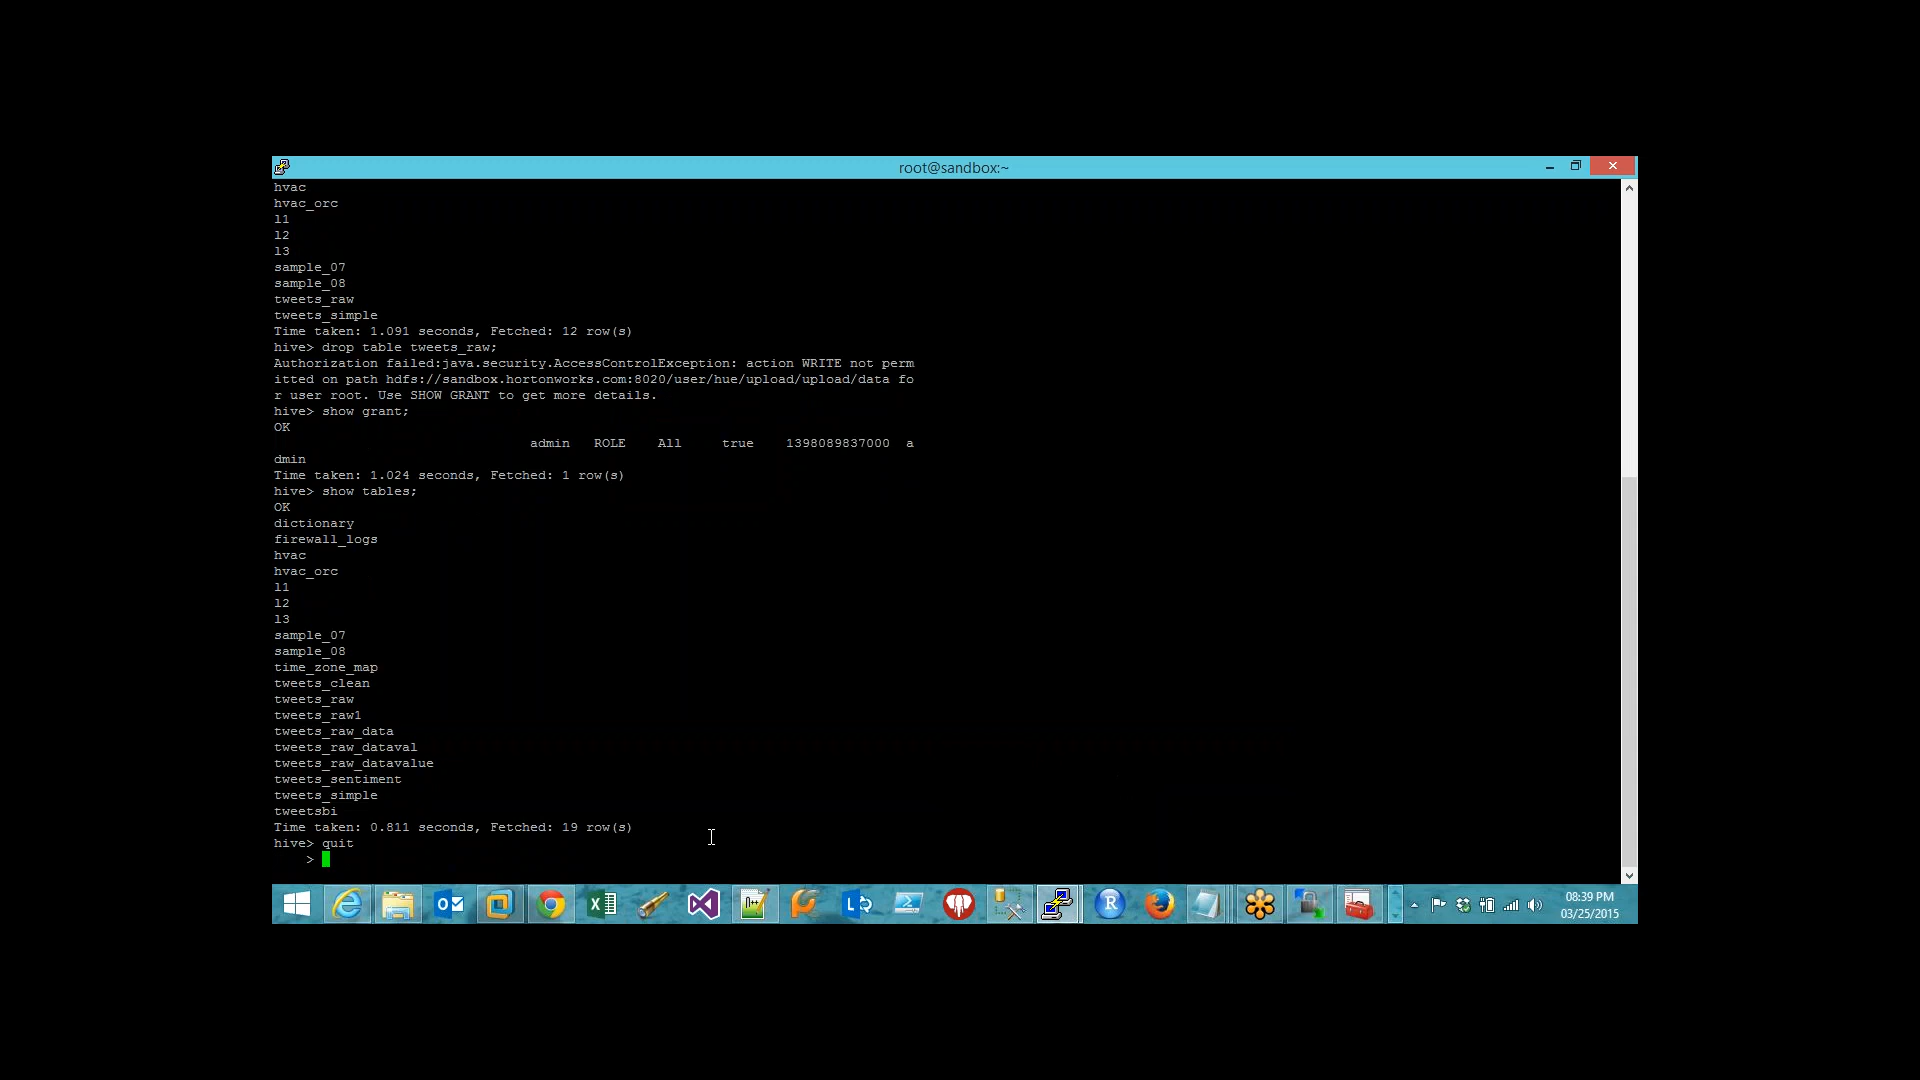 root@sandbox:~
hvac
hvac_orc
l1
l2
l3
sample_07
sample_08
tweets_raw
tweets_simple
Time taken: 1.091 seconds, Fetched: 12 row(s)
hive> drop table tweets_raw;
Authorization failed:java.security.AccessControlException: action WRITE not perm
itted on path hdfs://sandbox.hortonworks.com:8020/user/hue/upload/upload/data fo
r user root. Use SHOW GRANT to get more details.
hive> show grant;
OK
admin ROLE All true 1398089837000 a
dmin
Time taken: 1.024 seconds, Fetched: 1 row(s)
hive> show tables;
OK
dictionary
firewall_logs
hvac
hvac_orc
l1
l2
l3
sample_07
sample_08
time_zone_map
tweets_clean
tweets_raw
tweets_raw1
tweets_raw_data
tweets_raw_dataval
tweets_raw_datavalue
tweets_sentiment
tweets_simple
tweetsbi
Time taken: 0.811 seconds, Fetched: 19 row(s)
hive> quit
>
08:39 PM
03/25/2015